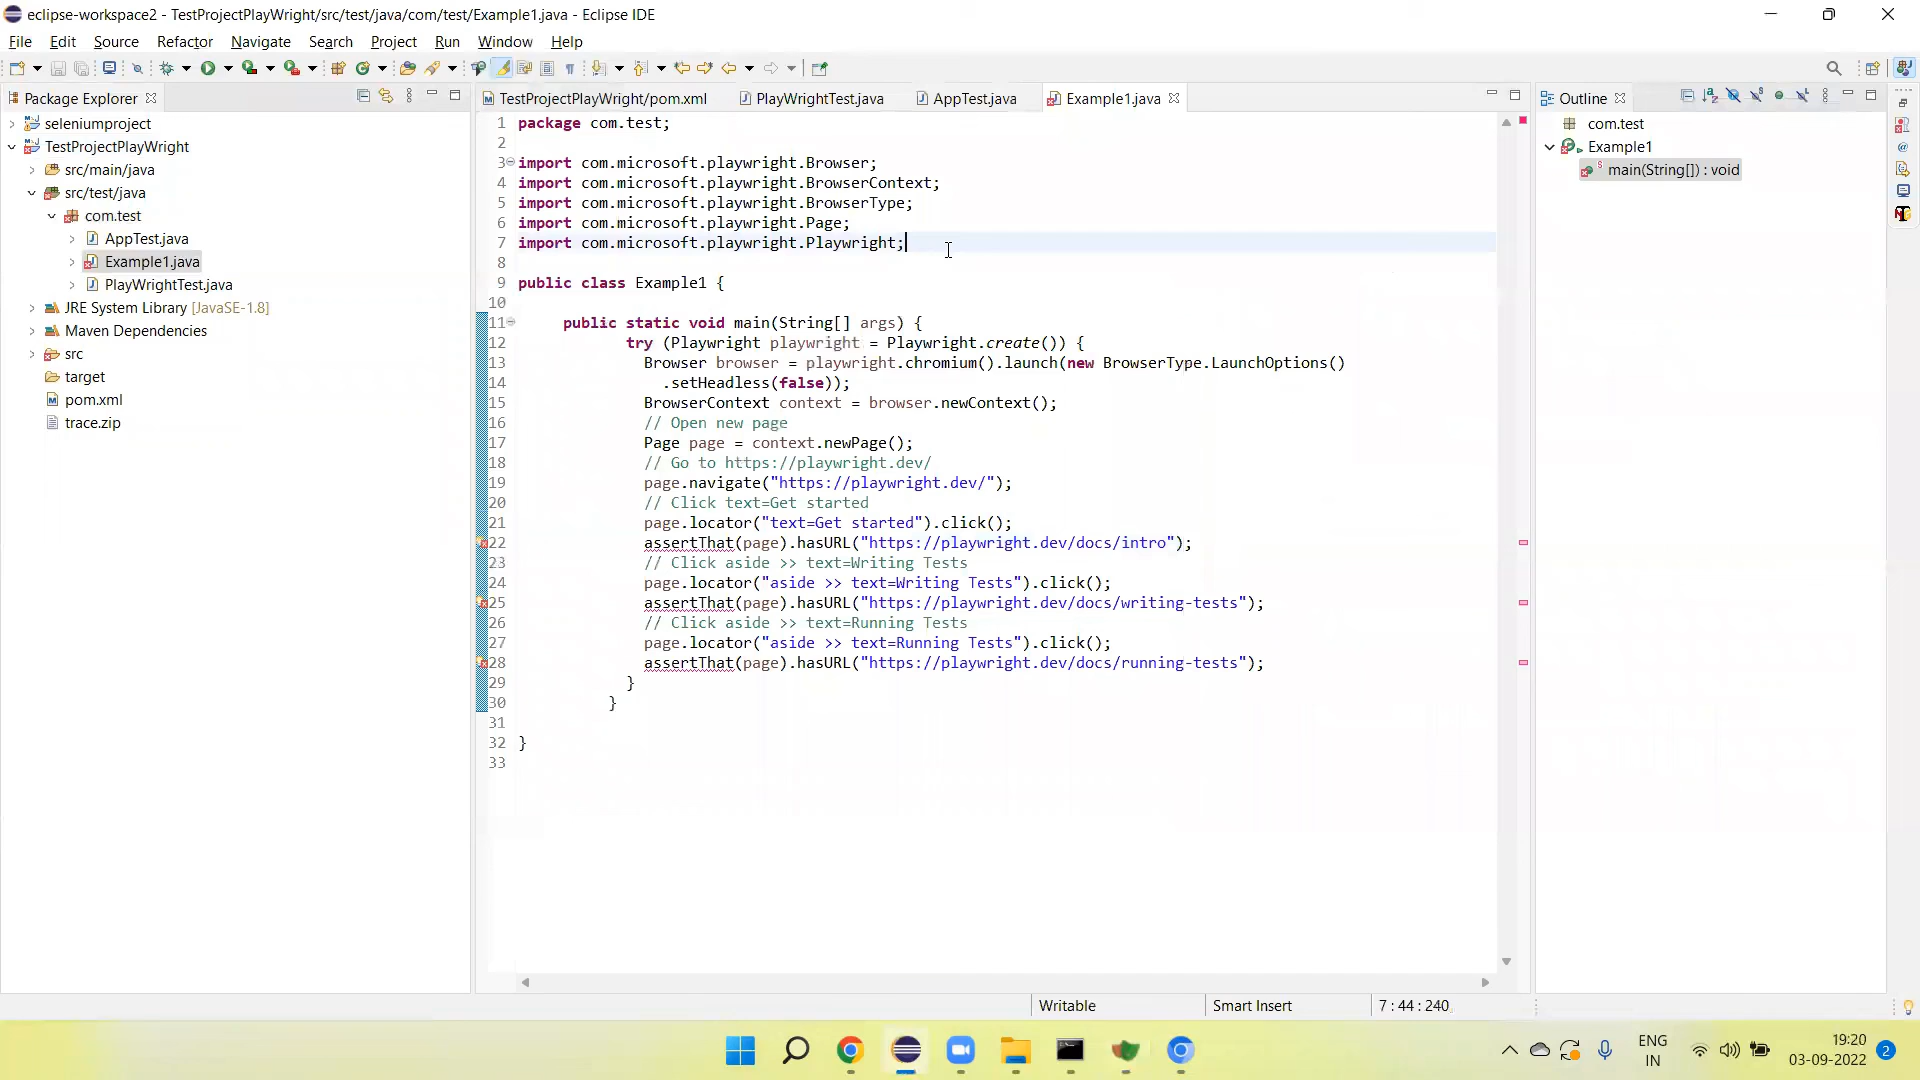 eclipse-workspace2 - TestProjectPlayWright/src/test/java/com/test/Example1.java - Eclipse IDE
File Edit Source Refactor Navigate Search Project Run Window Help
Package Explorer
seleniumproject
TestProjectPlayWright
src/main/java
src/test/java
com.test
AppTest.java
Example1.java
PlayWrightTest.java
JRE System Library [JavaSE-1.8]
Maven Dependencies
src
target
pom.xml
trace.zip
TestProjectPlayWright/pom.xml PlayWrightTest.java AppTest.java Example1.java
1 package com.test;
2
3 import com.microsoft.playwright.Browser;
4 import com.microsoft.playwright.BrowserContext;
5 import com.microsoft.playwright.BrowserType;
6 import com.microsoft.playwright.Page;
7 import com.microsoft.playwright.Playwright;
8
9 public class Example1 {
10
11 public static void main(String[] args) {
12 try (Playwright playwright = Playwright.create()) {
13 Browser browser = playwright.chromium().launch(new BrowserType.LaunchOptions()
14 .setHeadless(false));
15 BrowserContext context = browser.newContext();
16 // Open new page
17 Page page = context.newPage();
18 // Go to https://playwright.dev/
19 page.navigate("https://playwright.dev/");
20 // Click text=Get started
21 page.locator("text=Get started").click();
22 assertThat(page).hasURL("https://playwright.dev/docs/intro");
23 // Click aside >> text=Writing Tests
24 page.locator("aside >> text=Writing Tests").click();
25 assertThat(page).hasURL("https://playwright.dev/docs/writing-tests");
26 // Click aside >> text=Running Tests
27 page.locator("aside >> text=Running Tests").click();
28 assertThat(page).hasURL("https://playwright.dev/docs/running-tests");
29 }
30 }
31
32 }
33
Outline
com.test
Example1
main(String[]) : void
Writable Smart Insert 7 : 44 : 240
ENG
IN
19:20
03-09-2022
2